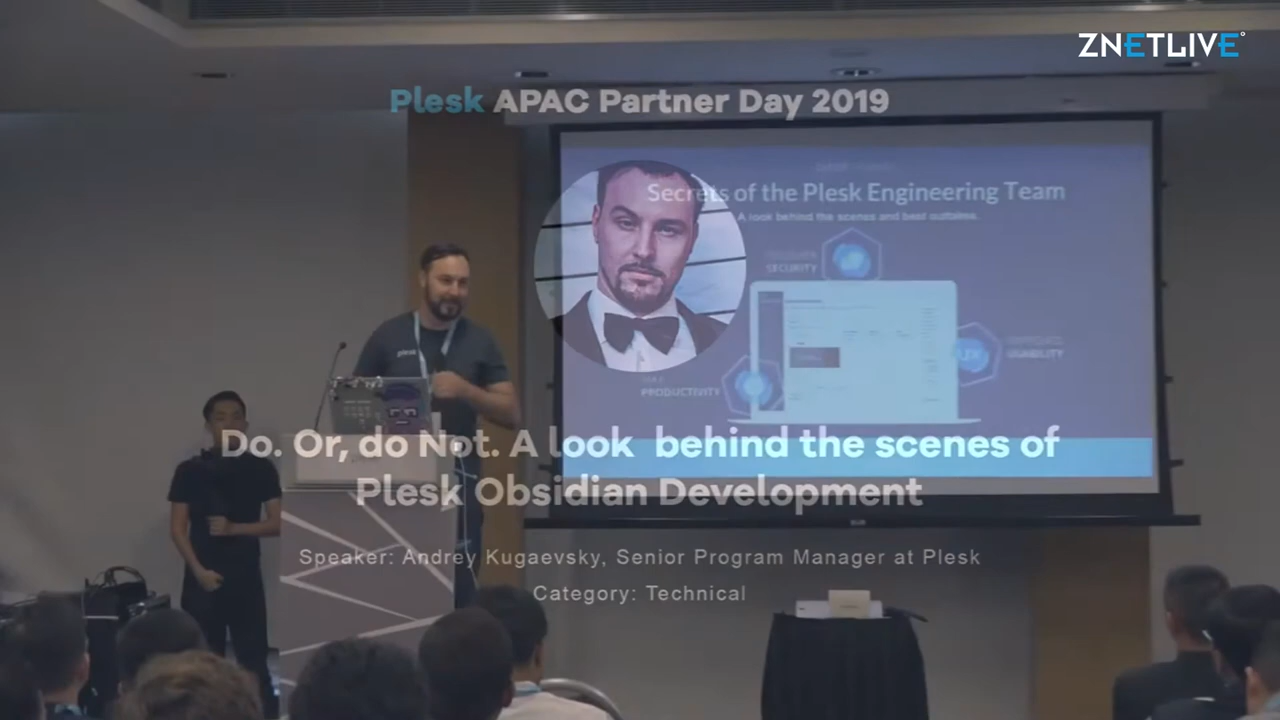 ZNETLIVE
Plesk APAC Partner Day 2019
Secrets of the Plesk Engineering Team
A look behind the scenes and best outtakes.
SECURITY
USABILITY
PRODUCTIVITY
plesk
Do. Or, do Not. A look behind the scenes of
Plesk Obsidian Development
Speaker: Andrey Kugaevsky, Senior Program Manager at Plesk
Category: Technical